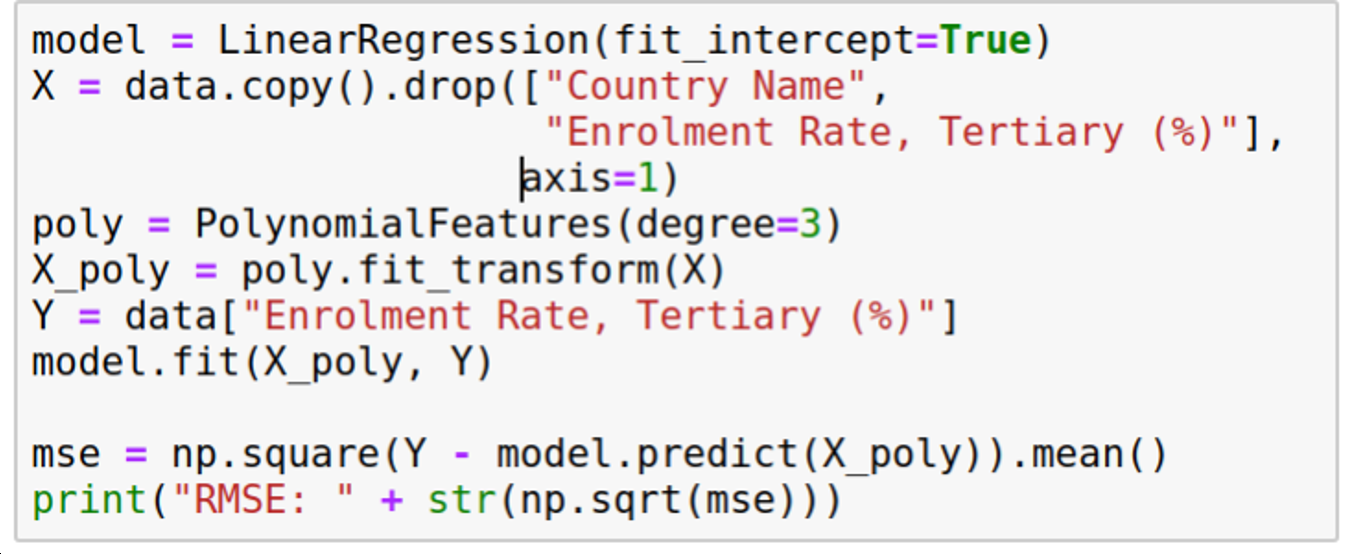 model = LinearRegression(fit_intercept=True)
X = data.copy().drop(["Country Name",
                      "Enrolment Rate, Tertiary (%)"],
                     axis=1)
poly = PolynomialFeatures(degree=3)
X_poly = poly.fit_transform(X)
Y = data["Enrolment Rate, Tertiary (%)"]
model.fit(X_poly, Y)

mse = np.square(Y - model.predict(X_poly)).mean()
print("RMSE: " + str(np.sqrt(mse)))